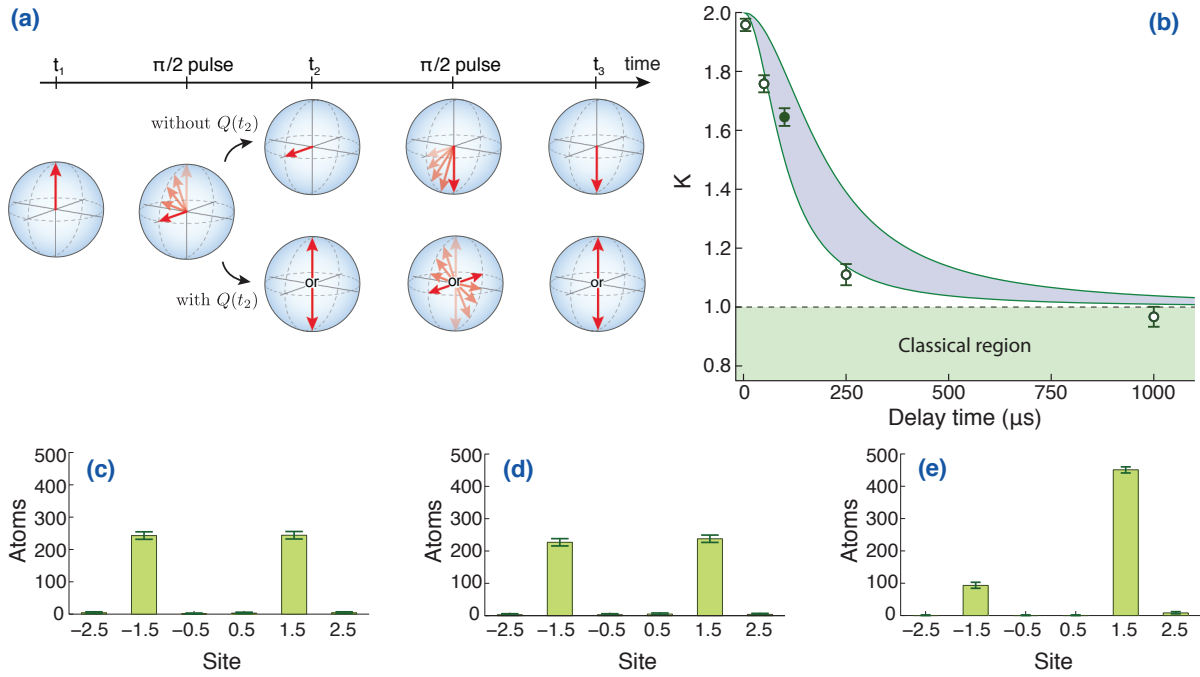 (a)
t₁
π/2 pulse
t₂
π/2 pulse
t₃
time
without Q(t₂)
with Q(t₂)
or
or
or
(b)
K
2.0
1.8
1.6
1.4
1.2
1.0
0.8
Classical region
0
250
500
750
1000
Delay time (μs)
(c)
Atoms
500
400
300
200
100
0
−2.5
−1.5
−0.5
0.5
1.5
2.5
Site
(d)
Atoms
500
400
300
200
100
0
−2.5
−1.5
−0.5
0.5
1.5
2.5
Site
(e)
Atoms
500
400
300
200
100
0
−2.5
−1.5
−0.5
0.5
1.5
2.5
Site